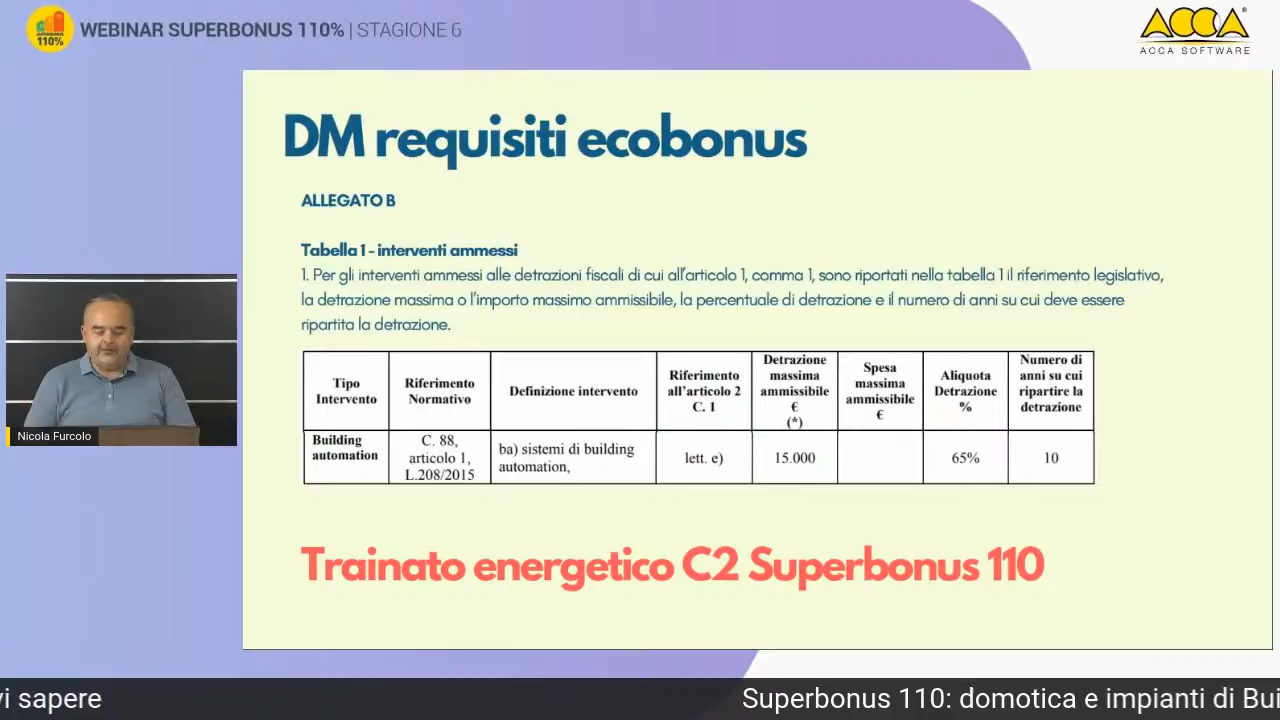 110%
WEBINAR SUPERBONUS 110% | STAGIONE 6
ACCA
ACCA SOFTWARE
DM requisiti ecobonus
ALLEGATO B
Tabella 1 - interventi ammessi
1. Per gli interventi ammessi alle detrazioni fiscali di cui all'articolo 1, comma 1, sono riportati nella tabella 1 il riferimento legislativo,
la detrazione massima o l'importo massimo ammissibile, la percentuale di detrazione e il numero di anni su cui deve essere
ripartita la detrazione.
Tipo
Intervento
Riferimento
Normativo
Definizione intervento
Riferimento
all'articolo 2
C. 1
Detrazione
massima
ammissibile
€
(*)
Spesa
massima
ammissibile
€
Aliquota
Detrazione
%
Numero di
anni su cui
ripartire la
detrazione
Building
automation
C. 88,
articolo 1,
L.208/2015
ba) sistemi di building
automation,
lett. e)
15.000
65%
10
Trainato energetico C2 Superbonus 110
Nicola Furcolo
vi sapere
Superbonus 110: domotica e impianti di Bui